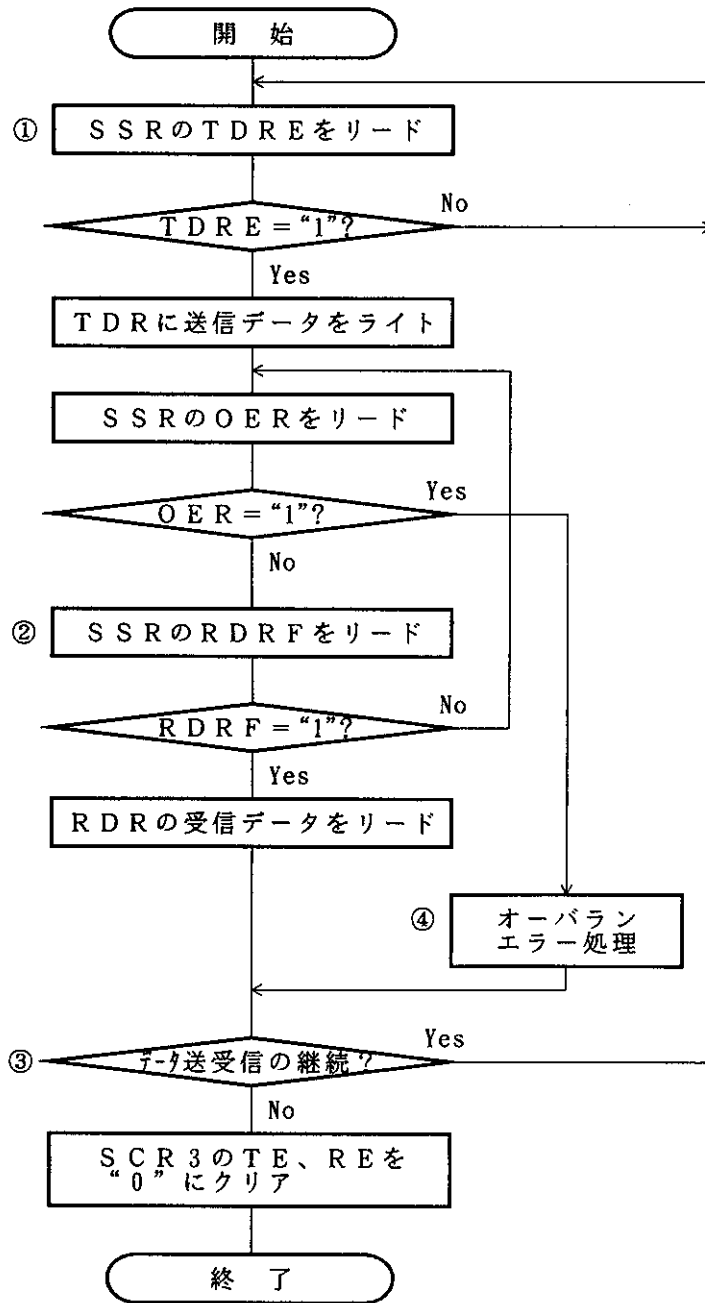 開 始
① SSRのTDREをリード
TDRE=“1”?
No
Yes
TDRに送信データをライト
SSRのOERをリード
OER=“1”?
Yes
No
② SSRのRDRFをリード
RDRF=“1”?
No
Yes
RDRの受信データをリード
④ オーバラン
エラー処理
③ データ送受信の継続?
Yes
No
SCR3のTE、REを
“0”にクリア
終 了